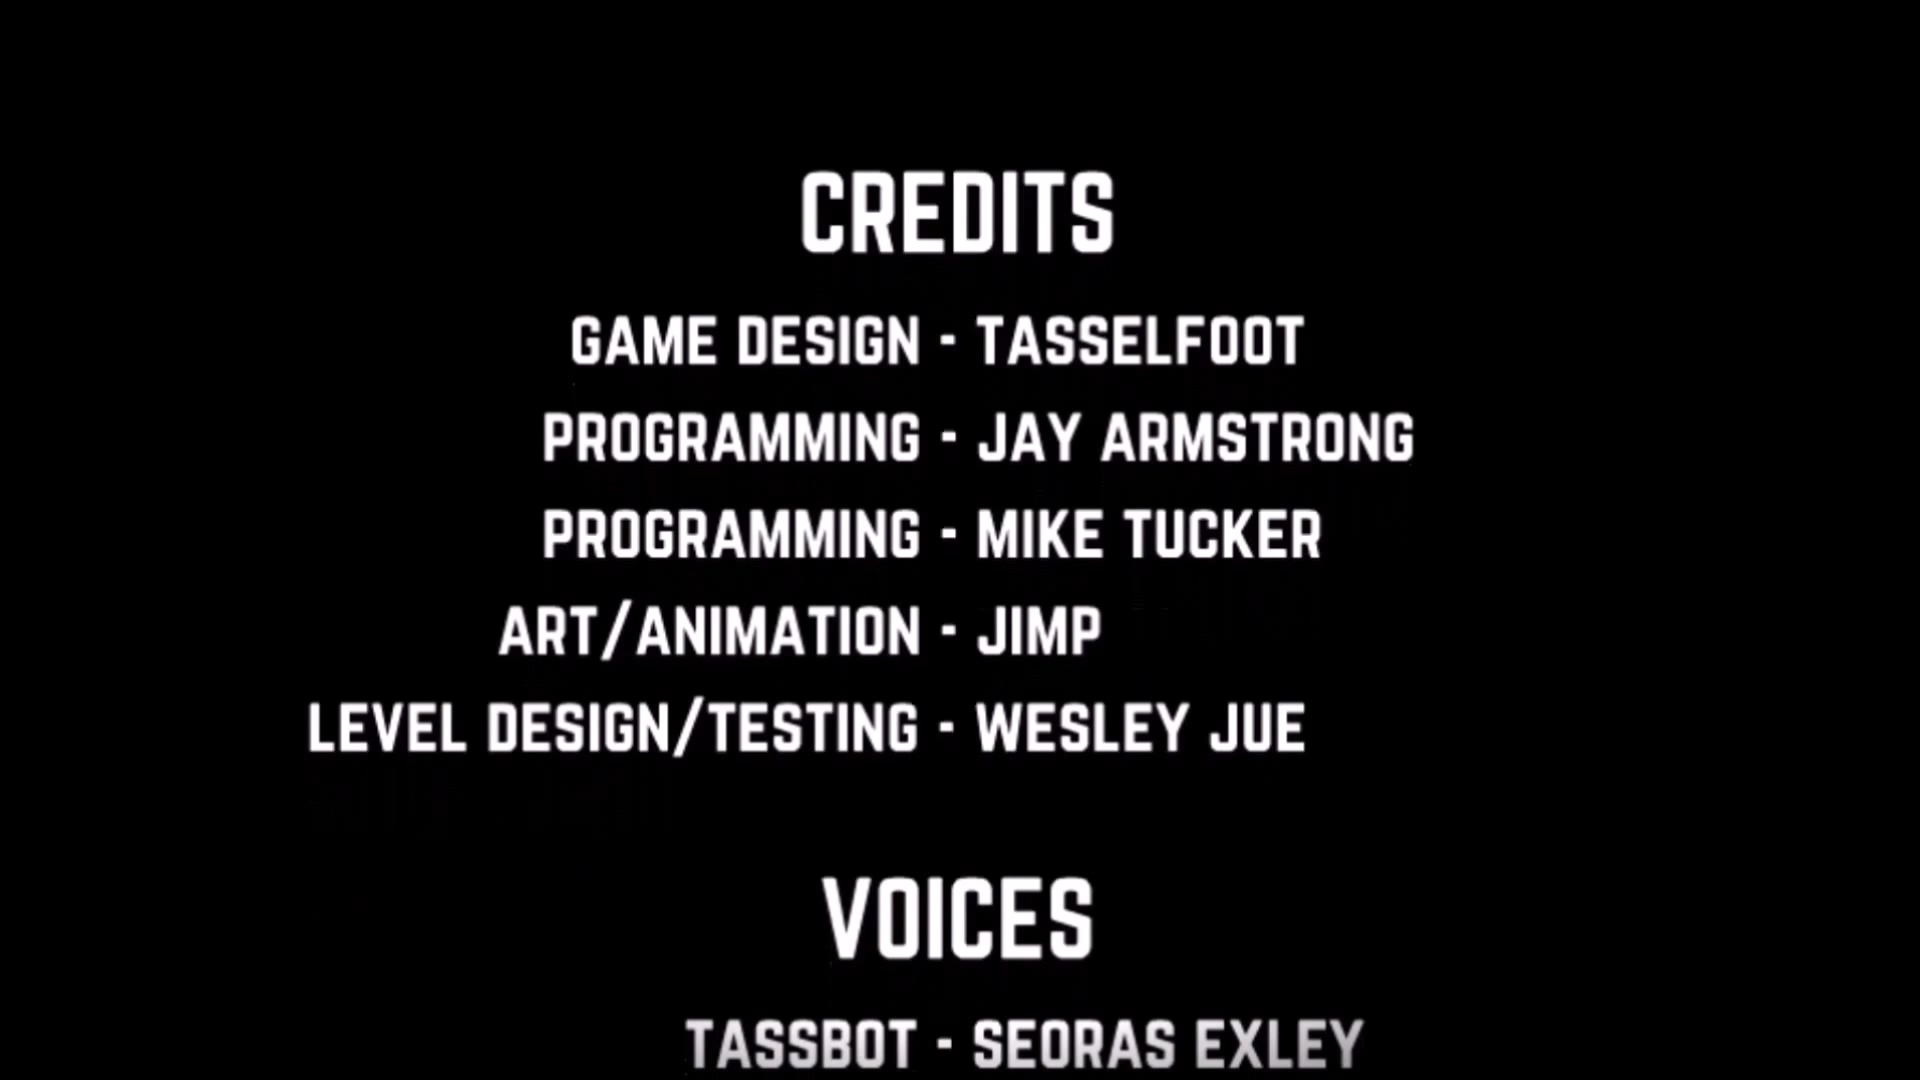 CREDITS
GAME DESIGN - TASSELFOOT
PROGRAMMING - JAY ARMSTRONG
PROGRAMMING - MIKE TUCKER
ART/ANIMATION - JIMP
LEVEL DESIGN/TESTING - WESLEY JUE
VOICES
TASSBOT - SEORAS EXLEY